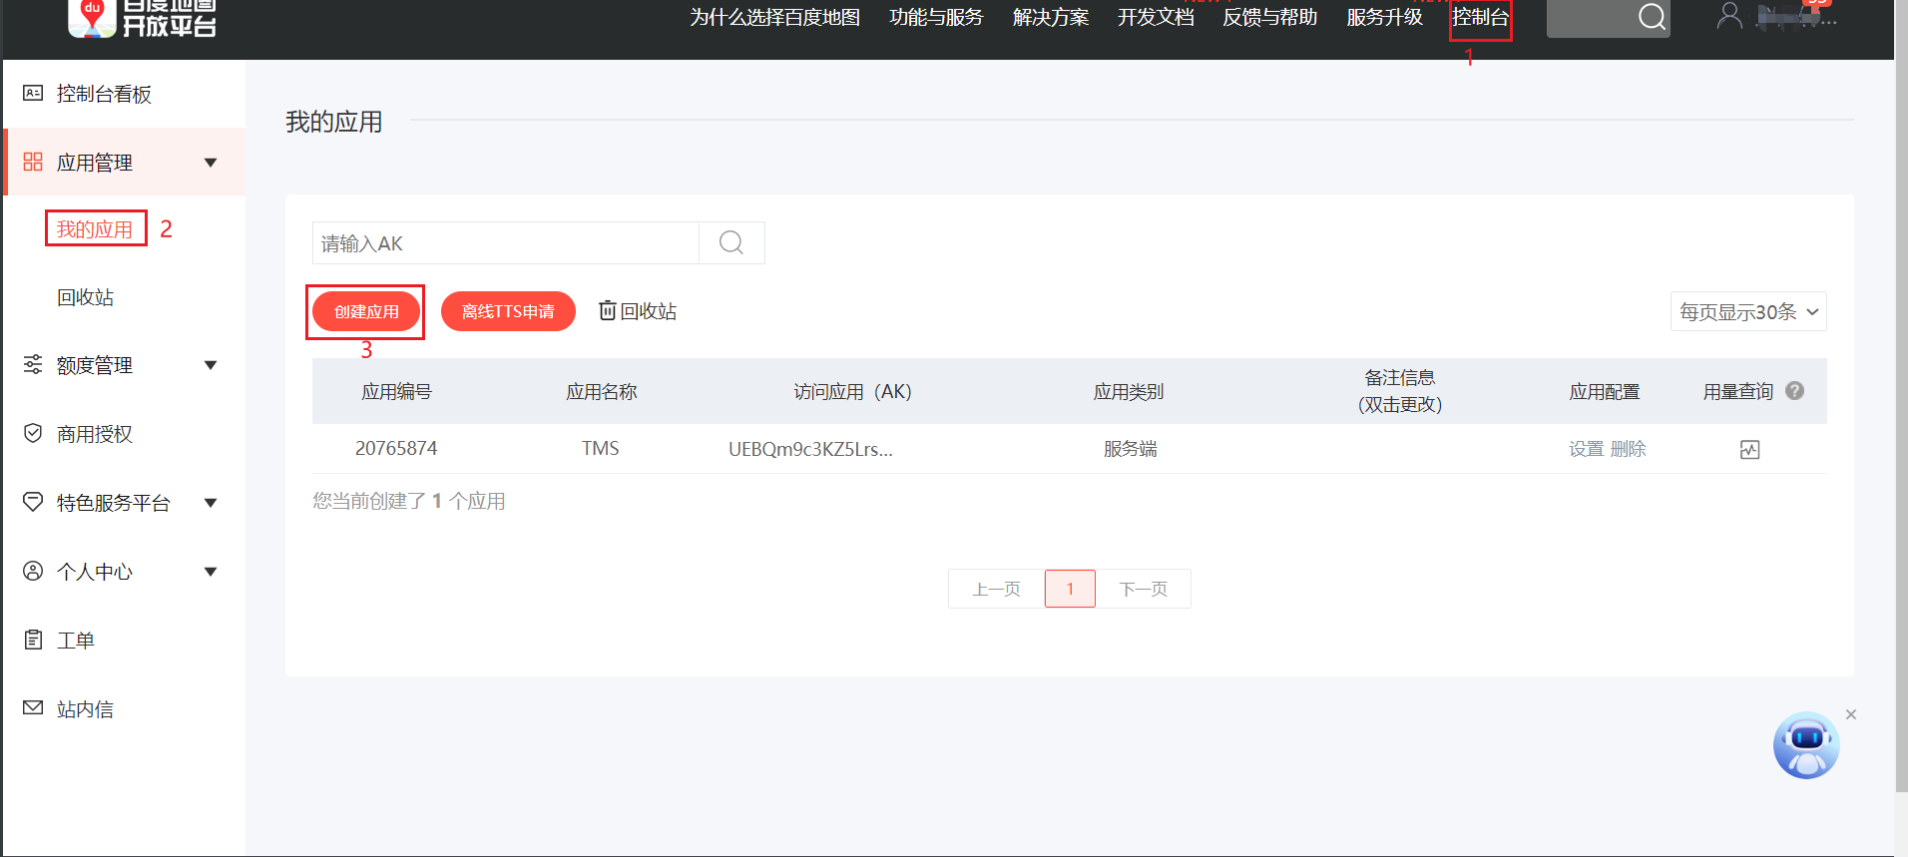 百度地图
开放平台
du
为什么选择百度地图 功能与服务 解决方案 开发文档 反馈与帮助 服务升级 控制台
1
控制台看板
应用管理
我的应用 2
回收站
额度管理
商用授权
特色服务平台
个人中心
工单
站内信
我的应用
请输入AK
创建应用 离线TTS申请 回收站 每页显示30条
3
应用编号 应用名称 访问应用（AK） 应用类别 备注信息 (双击更改) 应用配置 用量查询 ?
20765874 TMS UEBQm9c3KZ5Lrs... 服务端 设置 删除
您当前创建了 1 个应用
上一页 1 下一页